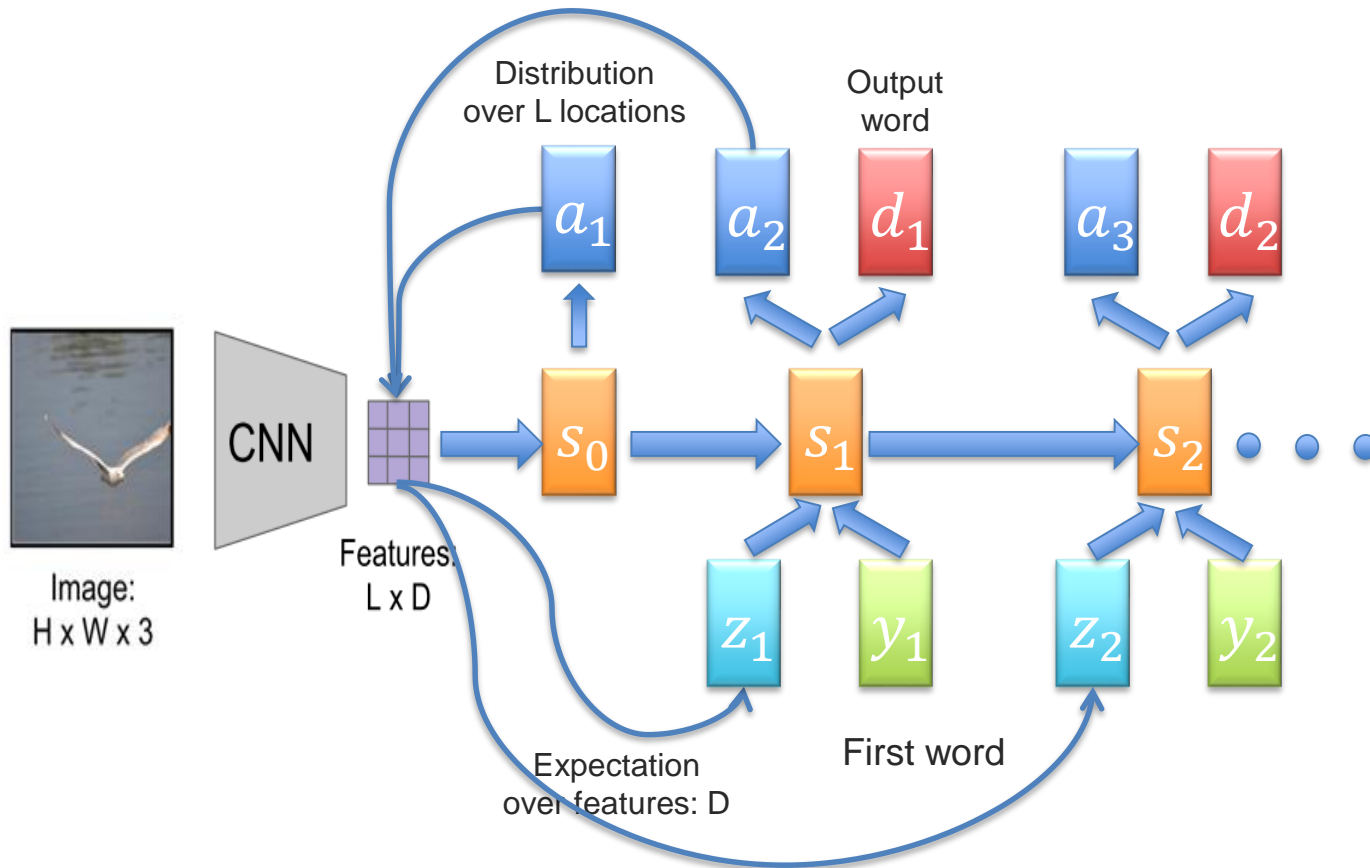 Distribution
over L locations
Output
word
a₁
a₂
d₁
a₃
d₂
CNN
s₀
s₁
s₂
Features:
L x D
Image:
H x W x 3
z₁
y₁
z₂
y₂
First word
Expectation
over features: D